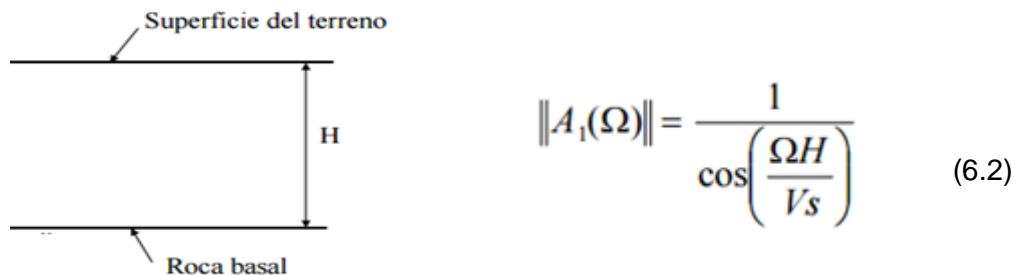 Superficie del terreno
H
Roca basal
‖A₁(Ω)‖ = 1 / cos(ΩH / Vs)
(6.2)